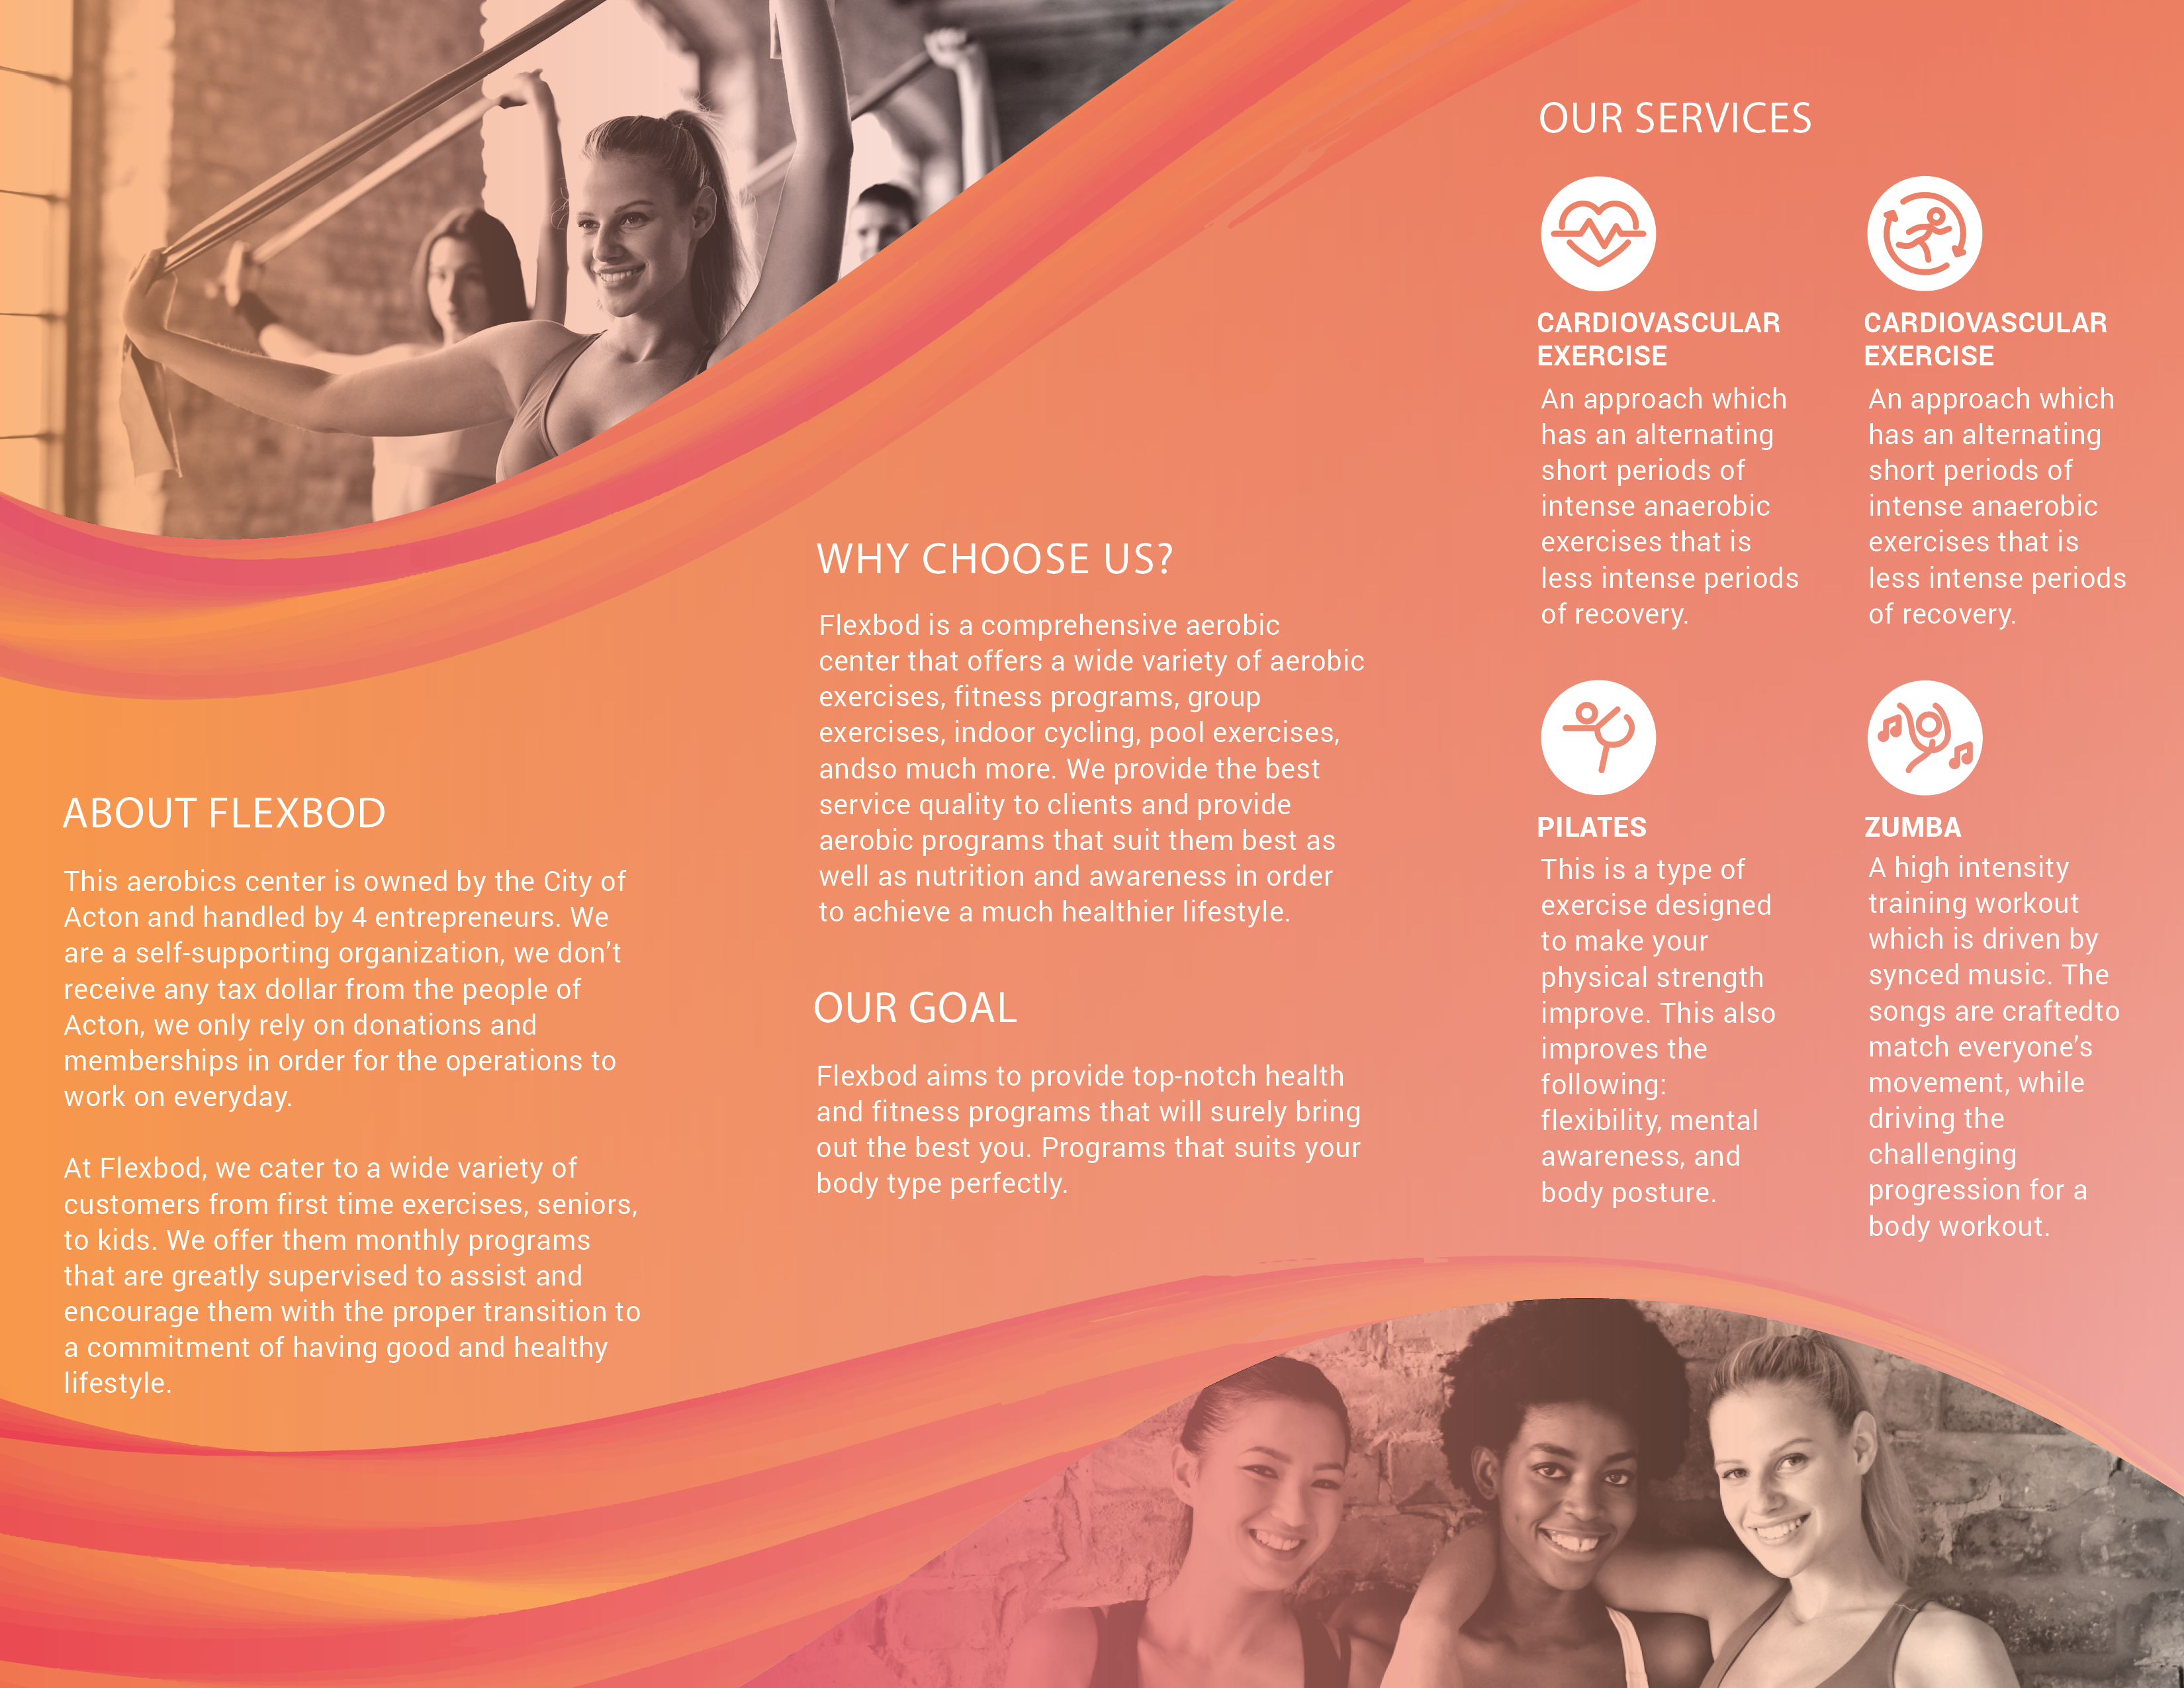 ABOUT FLEXBOD
This aerobics center is owned by the City of
Acton and handled by 4 entrepreneurs. We
are a self-supporting organization, we don’t
receive any tax dollar from the people of
Acton, we only rely on donations and
memberships in order for the operations to
work on everyday.
At Flexbod, we cater to a wide variety of
customers from first time exercises, seniors,
to kids. We offer them monthly programs
that are greatly supervised to assist and
encourage them with the proper transition to
a commitment of having good and healthy
lifestyle.
WHY CHOOSE US?
Flexbod is a comprehensive aerobic
center that offers a wide variety of aerobic
exercises, fitness programs, group
exercises, indoor cycling, pool exercises,
andso much more. We provide the best
service quality to clients and provide
aerobic programs that suit them best as
well as nutrition and awareness in order
to achieve a much healthier lifestyle.
OUR GOAL
Flexbod aims to provide top-notch health
and fitness programs that will surely bring
out the best you. Programs that suits your
body type perfectly.
OUR SERVICES
CARDIOVASCULAR
EXERCISE
An approach which
has an alternating
short periods of
intense anaerobic
exercises that is
less intense periods
of recovery.
CARDIOVASCULAR
EXERCISE
An approach which
has an alternating
short periods of
intense anaerobic
exercises that is
less intense periods
of recovery.
PILATES
This is a type of
exercise designed
to make your
physical strength
improve. This also
improves the
following:
flexibility, mental
awareness, and
body posture.
ZUMBA
A high intensity
training workout
which is driven by
synced music. The
songs are craftedto
match everyone’s
movement, while
driving the
challenging
progression for a
body workout.